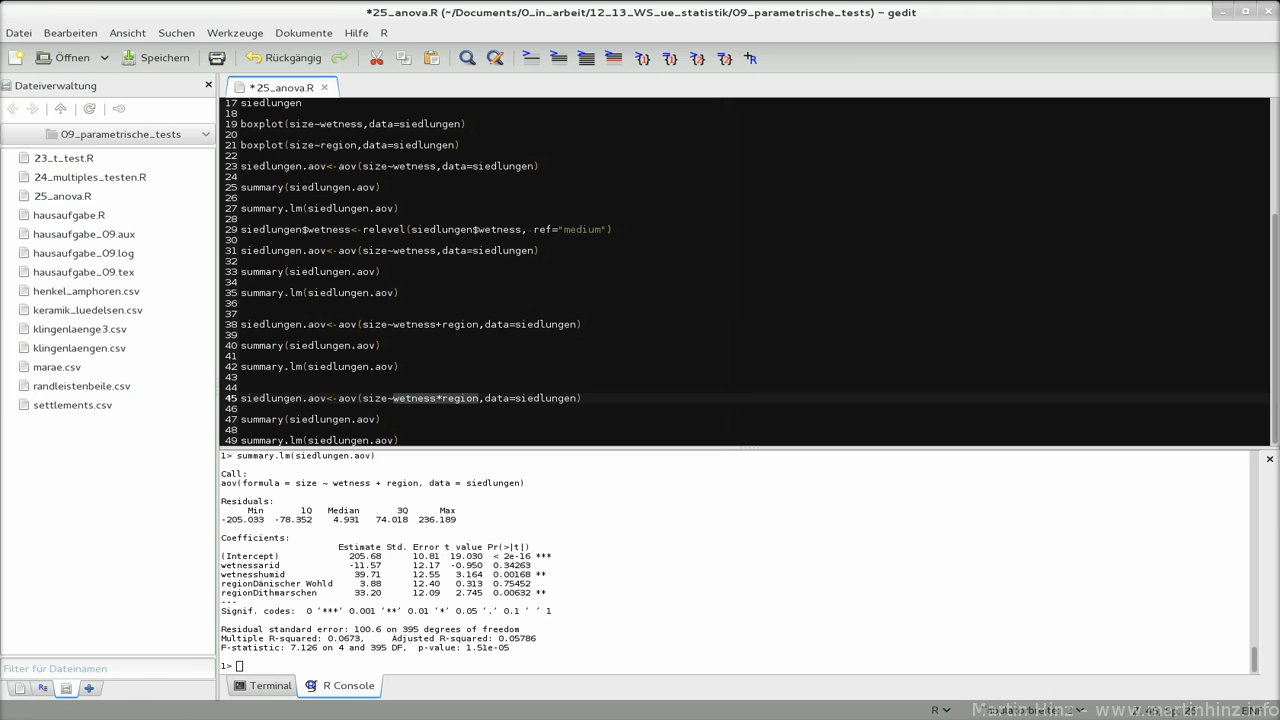 *25_anova.R (~/Documents/0_in_arbeit/12_13_WS_ue_statistik/09_parametrische_tests) – gedit
Datei Bearbeiten Ansicht Suchen Werkzeuge Dokumente Hilfe R
Öffnen Speichern Rückgängig
Dateiverwaltung
*25_anova.R
09_parametrische_tests
23_t_test.R
24_multiples_testen.R
25_anova.R
hausaufgabe.R
hausaufgabe_09.aux
hausaufgabe_09.log
hausaufgabe_09.tex
henkel_amphoren.csv
keramik_luedelsen.csv
klingenlaenge3.csv
klingenlaengen.csv
marae.csv
randleistenbeile.csv
settlements.csv
Filter für Dateinamen
17 siedlungen
18
19 boxplot(size~wetness,data=siedlungen)
20
21 boxplot(size~region,data=siedlungen)
22
23 siedlungen.aov<-aov(size~wetness,data=siedlungen)
24
25 summary(siedlungen.aov)
26
27 summary.lm(siedlungen.aov)
28
29 siedlungen$wetness<-relevel(siedlungen$wetness, ref="medium")
30
31 siedlungen.aov<-aov(size~wetness,data=siedlungen)
32
33 summary(siedlungen.aov)
34
35 summary.lm(siedlungen.aov)
36
37
38 siedlungen.aov<-aov(size~wetness+region,data=siedlungen)
39
40 summary(siedlungen.aov)
41
42 summary.lm(siedlungen.aov)
43
44
45 siedlungen.aov<-aov(size~wetness*region,data=siedlungen)
46
47 summary(siedlungen.aov)
48
49 summary.lm(siedlungen.aov)
1> summary.lm(siedlungen.aov)
Call:
aov(formula = size ~ wetness + region, data = siedlungen)
Residuals:
Min 1Q Median 3Q Max
-205.033 -78.352 4.931 74.018 236.189
Coefficients:
Estimate Std. Error t value Pr(>|t|)
(Intercept) 205.68 10.81 19.030 < 2e-16 ***
wetnessarid -11.57 12.17 -0.950 0.34263
wetnesshumid 39.71 12.55 3.164 0.00168 **
regionDänischer Wohld 3.88 12.40 0.313 0.75452
regionDithmarschen 33.20 12.09 2.745 0.00632 **
---
Signif. codes: 0 ‘***’ 0.001 ‘**’ 0.01 ‘*’ 0.05 ‘.’ 0.1 ‘ ’ 1
Residual standard error: 100.6 on 395 degrees of freedom
Multiple R-squared: 0.0673, Adjusted R-squared: 0.05786
F-statistic: 7.126 on 4 and 395 DF, p-value: 1.51e-05
1>
Terminal R Console
R
Martin Hinz - www.martinhinz.info